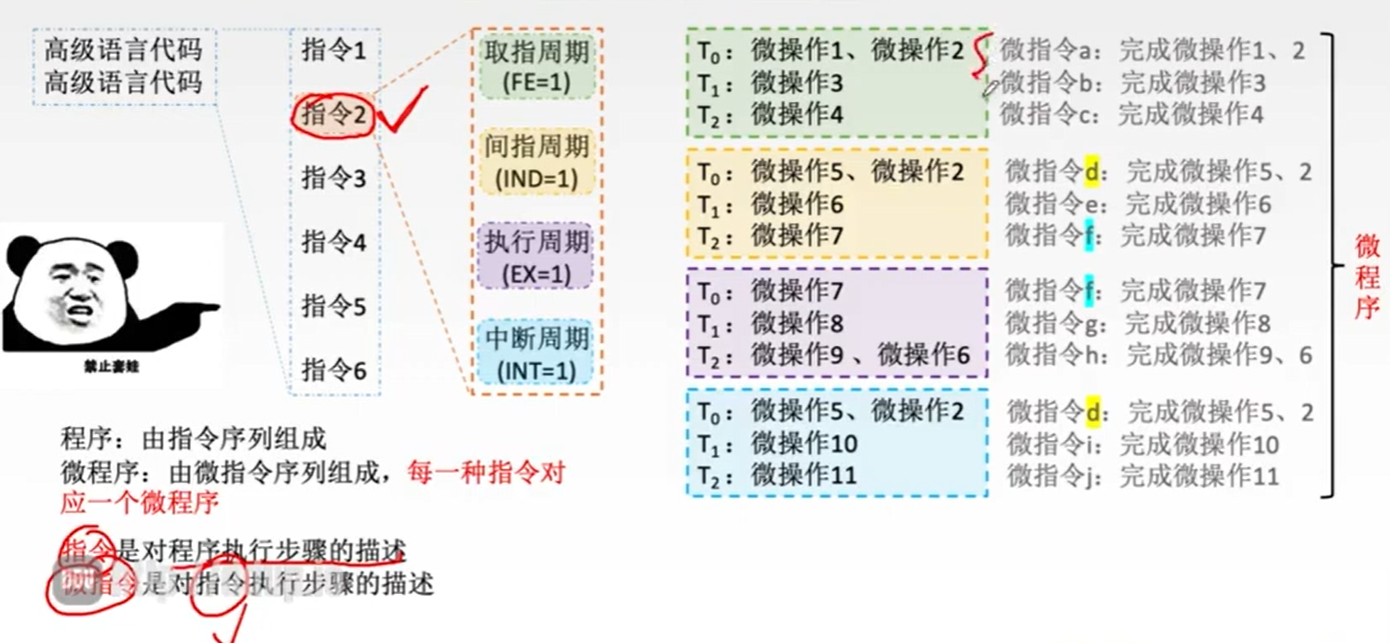 高级语言代码
高级语言代码
指令1
指令2
指令3
指令4
指令5
指令6
取指周期
(FE=1)
间指周期
(IND=1)
执行周期
(EX=1)
中断周期
(INT=1)
T₀：微操作1、微操作2
T₁：微操作3
T₂：微操作4
T₀：微操作5、微操作2
T₁：微操作6
T₂：微操作7
T₀：微操作7
T₁：微操作8
T₂：微操作9 、微操作6
T₀：微操作5、微操作2
T₁：微操作10
T₂：微操作11
微指令a：完成微操作1、2
微指令b：完成微操作3
微指令c：完成微操作4
微指令d：完成微操作5、2
微指令e：完成微操作6
微指令f：完成微操作7
微指令f：完成微操作7
微指令g：完成微操作8
微指令h：完成微操作9、6
微指令d：完成微操作5、2
微指令i：完成微操作10
微指令j：完成微操作11
微程序
禁止套娃
程序：由指令序列组成
微程序：由微指令序列组成，每一种指令对
应一个微程序
指令是对程序执行步骤的描述
微指令是对指令执行步骤的描述